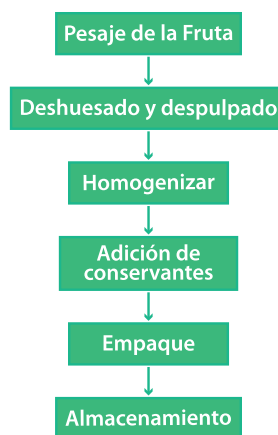 Pesaje de la Fruta
Deshuesado y despulpado
Homogenizar
Adición de
conservantes
Empaque
Almacenamiento